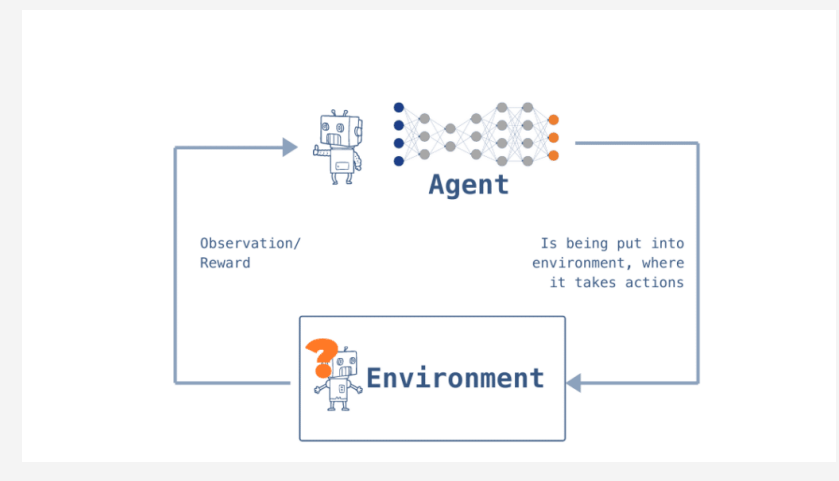 Agent
Observation/
Reward
Is being put into
environment, where
it takes actions
?
Environment